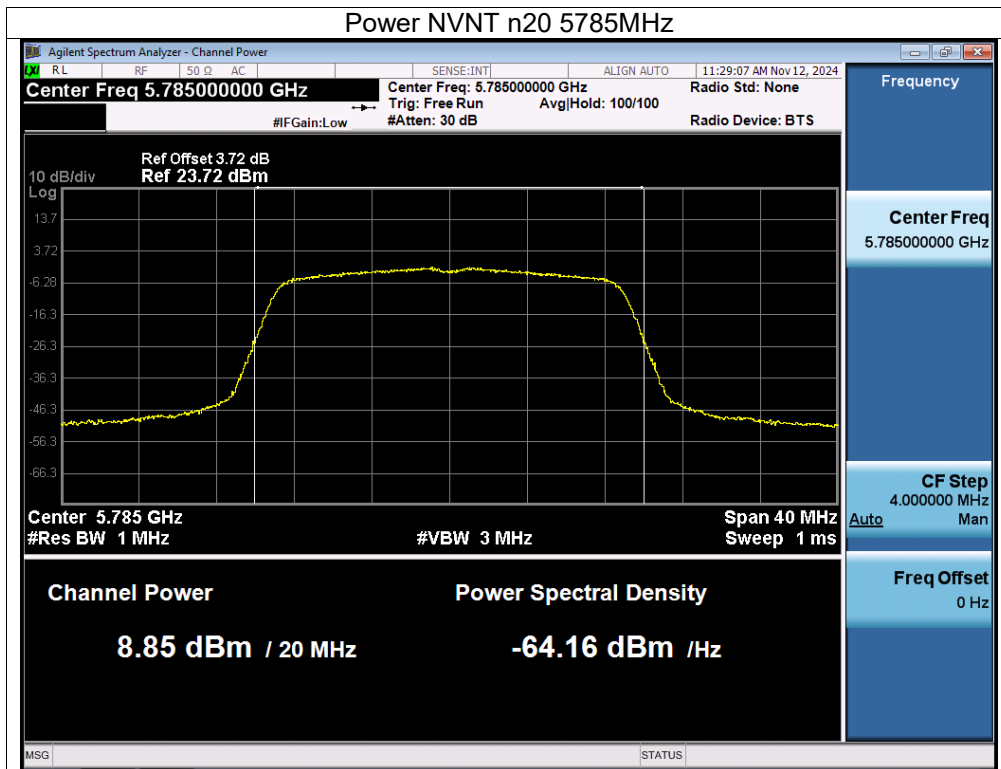 Power NVNT n20 5785MHz
Agilent Spectrum Analyzer - Channel Power
LXI RL RF 50 Ω AC SENSE:INT ALIGN AUTO 11:29:07 AM Nov 12, 2024
Center Freq 5.785000000 GHz
Center Freq: 5.785000000 GHz
Radio Std: None
Trig: Free Run Avg|Hold: 100/100
#IFGain:Low
#Atten: 30 dB
Radio Device: BTS
Ref Offset 3.72 dB
10 dB/div Ref 23.72 dBm
Log
13.7
3.72
-6.28
-16.3
-26.3
-36.3
-46.3
-56.3
-66.3
Center 5.785 GHz Span 40 MHz
#Res BW 1 MHz #VBW 3 MHz Sweep 1 ms
Channel Power Power Spectral Density
8.85 dBm / 20 MHz -64.16 dBm /Hz
MSG STATUS
Frequency
Center Freq
5.785000000 GHz
CF Step
4.000000 MHz
Auto Man
Freq Offset
0 Hz